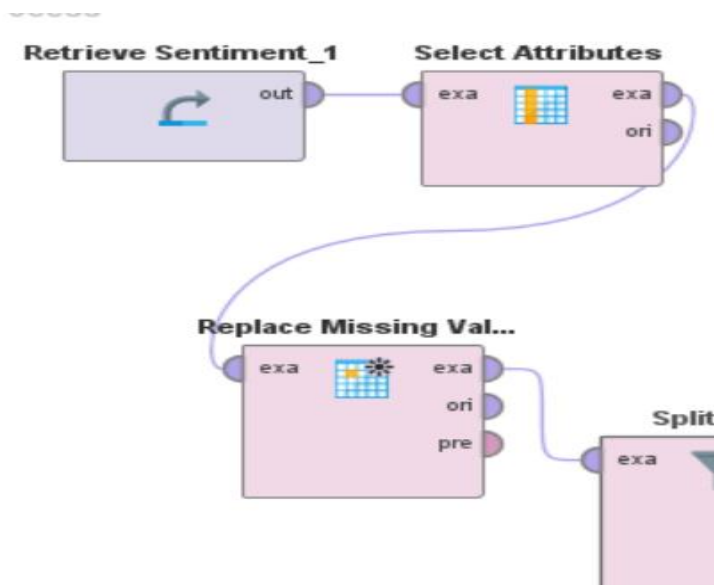 Retrieve Sentiment_1
out
Select Attributes
exa
exa
ori
Replace Missing Val...
exa
exa
ori
pre
Split
exa